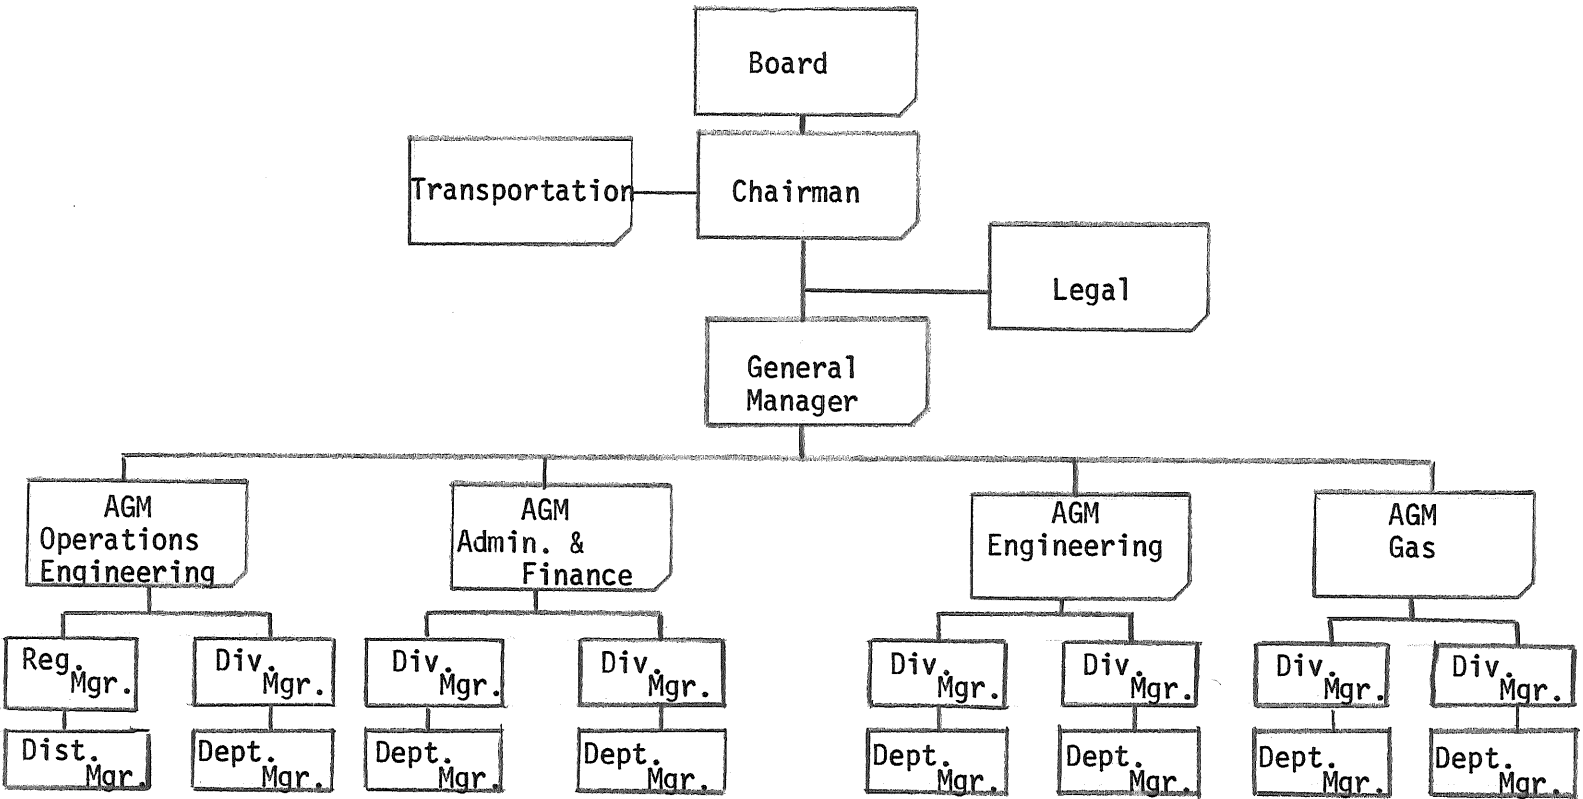 Board
Transportation
Chairman
Legal
General
Manager
AGM
Operations
Engineering
AGM
Admin. &
Finance
AGM
Engineering
AGM
Gas
Reg.
Mgr.
Div.
Mgr.
Div.
Mgr.
Div.
Mgr.
Div.
Mgr.
Div.
Mgr.
Div.
Mgr.
Div.
Mgr.
Dist.
Mgr.
Dept.
Mgr.
Dept.
Mgr.
Dept.
Mgr.
Dept.
Mgr.
Dept.
Mgr.
Dept.
Mgr.
Dept.
Mgr.